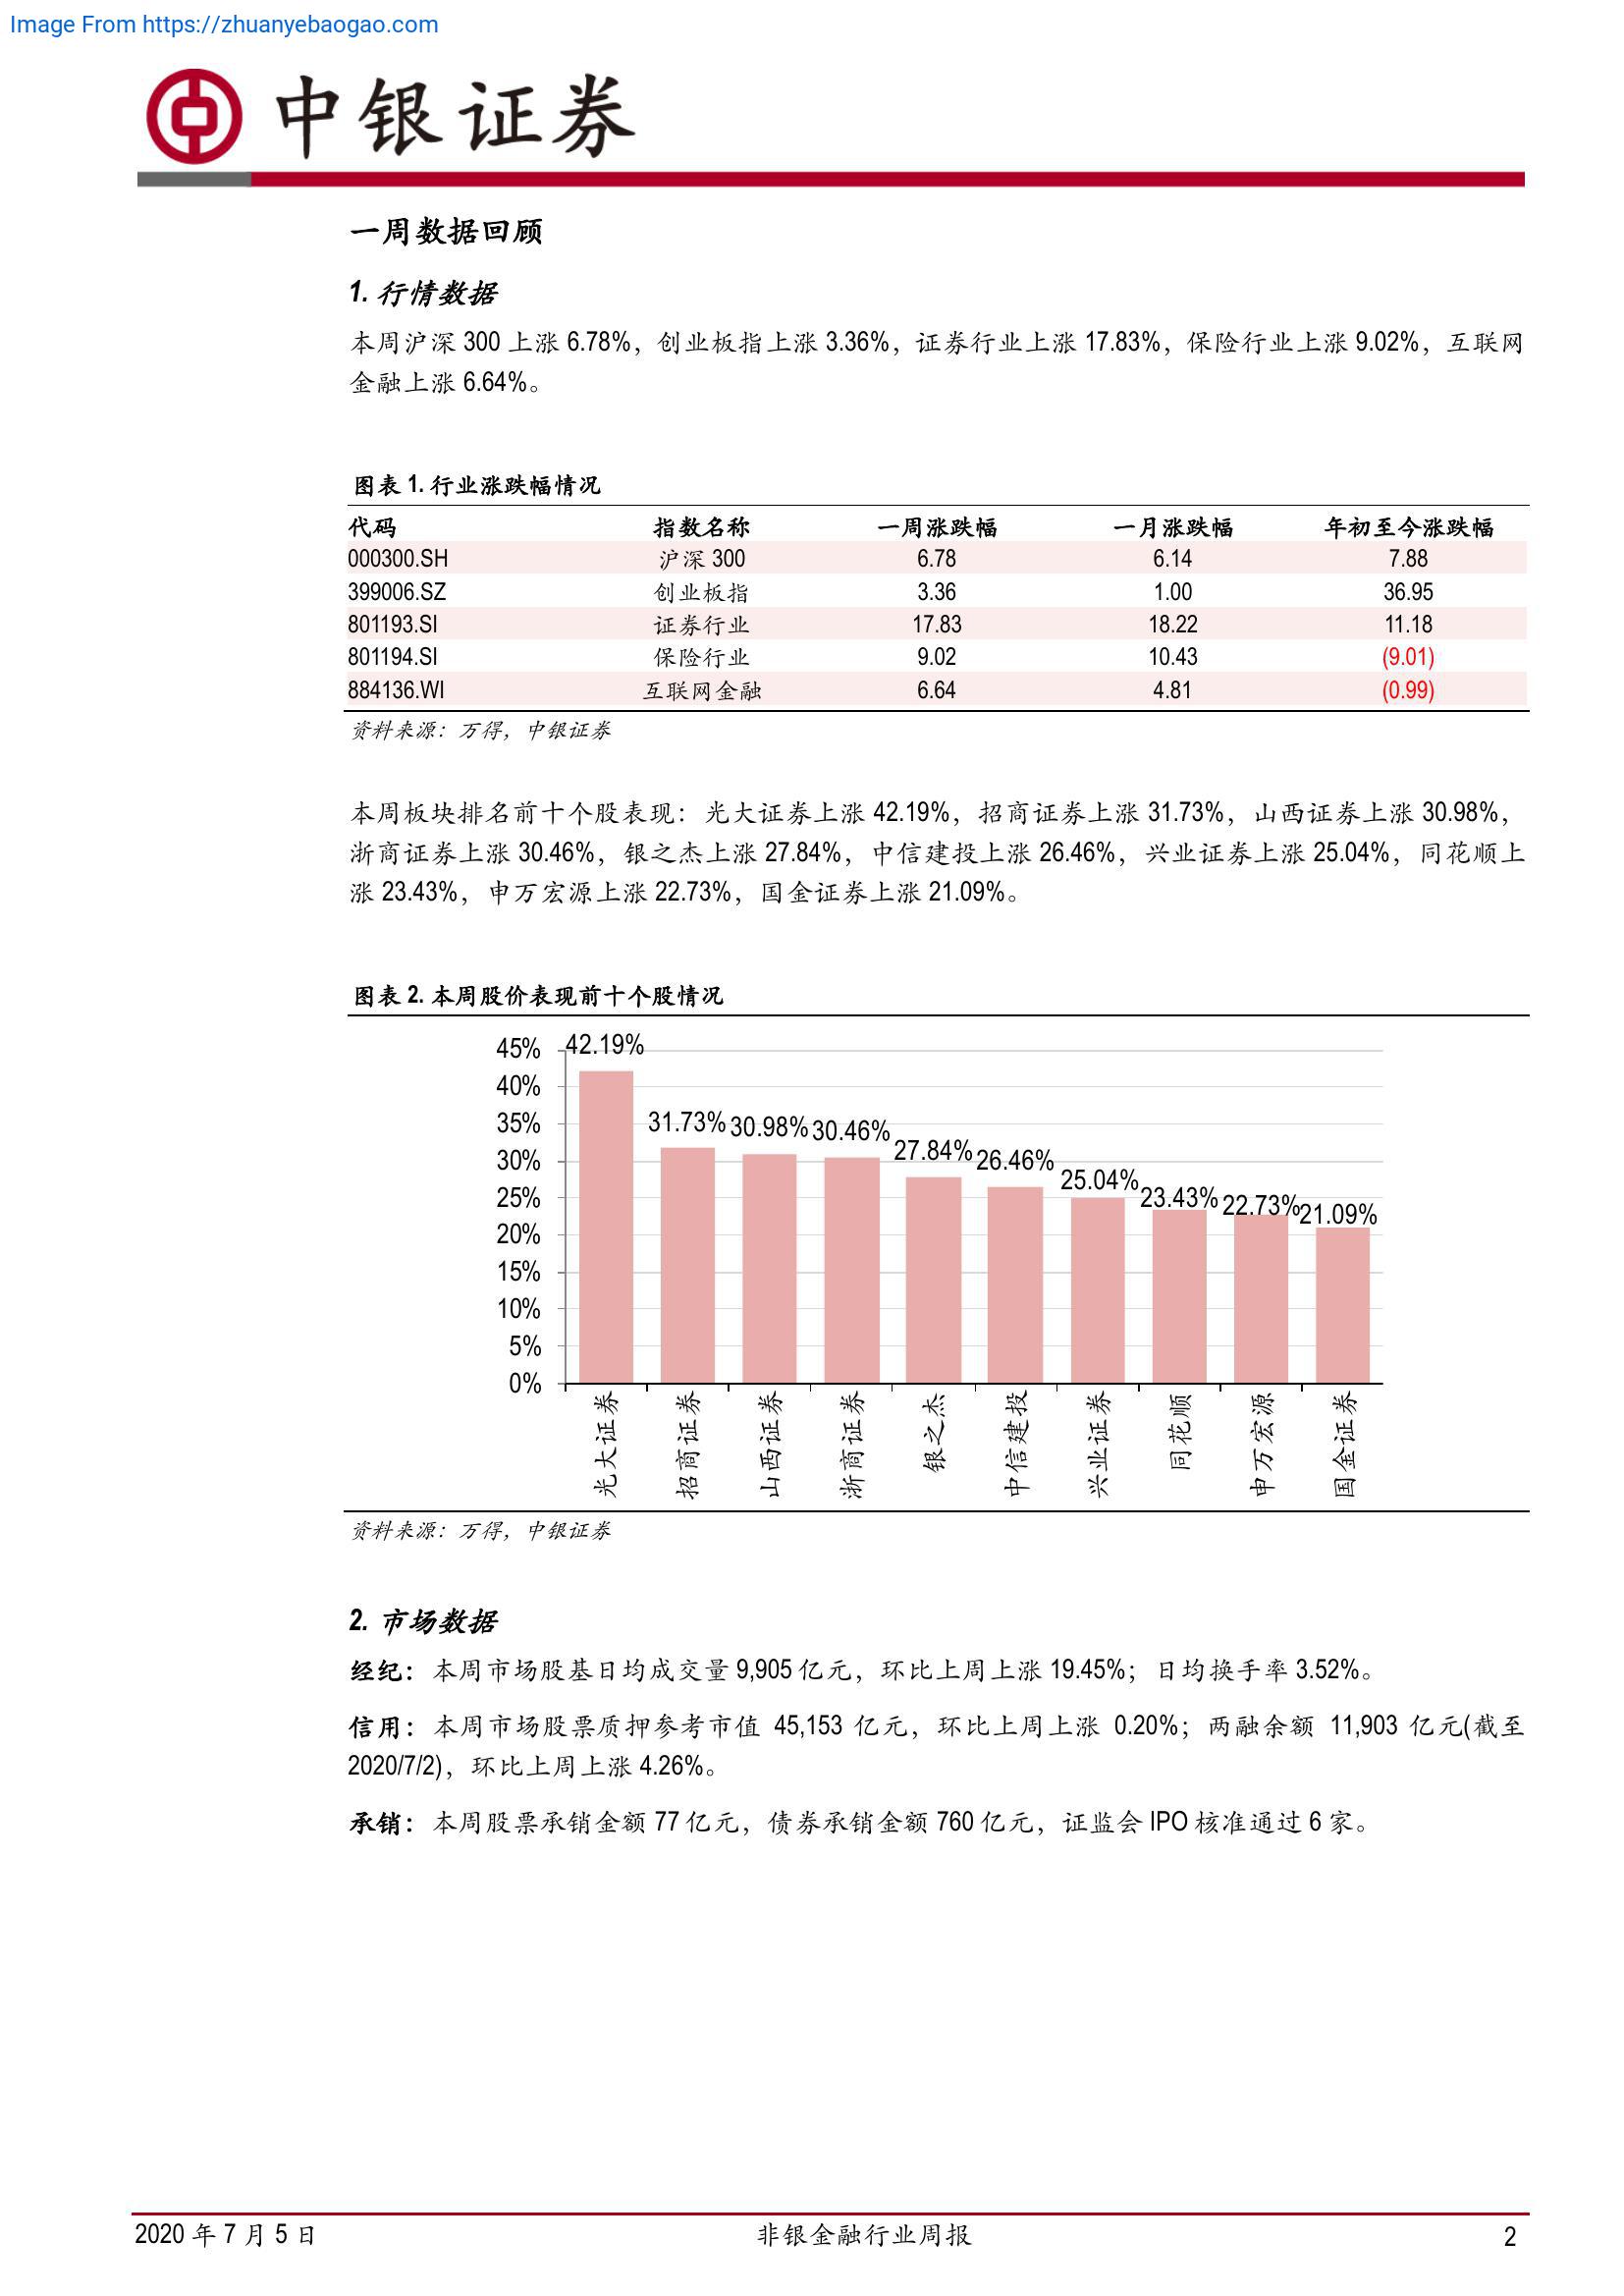 Image From https://zhuanyebaogao.com
中银证券
一周数据回顾
1. 行情数据
本周沪深 300 上涨 6.78%，创业板指上涨 3.36%，证券行业上涨 17.83%，保险行业上涨 9.02%，互联网
金融上涨 6.64%。
图表 1. 行业涨跌幅情况
代码 指数名称 一周涨跌幅 一月涨跌幅 年初至今涨跌幅
000300.SH 沪深 300 6.78 6.14 7.88
399006.SZ 创业板指 3.36 1.00 36.95
801193.SI 证券行业 17.83 18.22 11.18
801194.SI 保险行业 9.02 10.43 (9.01)
884136.WI 互联网金融 6.64 4.81 (0.99)
资料来源：万得，中银证券
本周板块排名前十个股表现：光大证券上涨 42.19%，招商证券上涨 31.73%，山西证券上涨 30.98%，
浙商证券上涨 30.46%，银之杰上涨 27.84%，中信建投上涨 26.46%，兴业证券上涨 25.04%，同花顺上
涨 23.43%，申万宏源上涨 22.73%，国金证券上涨 21.09%。
图表 2. 本周股价表现前十个股情况
45%
40%
35%
30%
25%
20%
15%
10%
5%
0%
42.19%
31.73%
30.98%
30.46%
27.84%
26.46%
25.04%
23.43%
22.73%
21.09%
光大证券
招商证券
山西证券
浙商证券
银之杰
中信建投
兴业证券
同花顺
申万宏源
国金证券
资料来源：万得，中银证券
2. 市场数据
经纪：本周市场股基日均成交量 9,905 亿元，环比上周上涨 19.45%；日均换手率 3.52%。
信用：本周市场股票质押参考市值 45,153 亿元，环比上周上涨 0.20%；两融余额 11,903 亿元(截至
2020/7/2)，环比上周上涨 4.26%。
承销：本周股票承销金额 77 亿元，债券承销金额 760 亿元，证监会 IPO 核准通过 6 家。
2020 年 7 月 5 日 非银金融行业周报 2